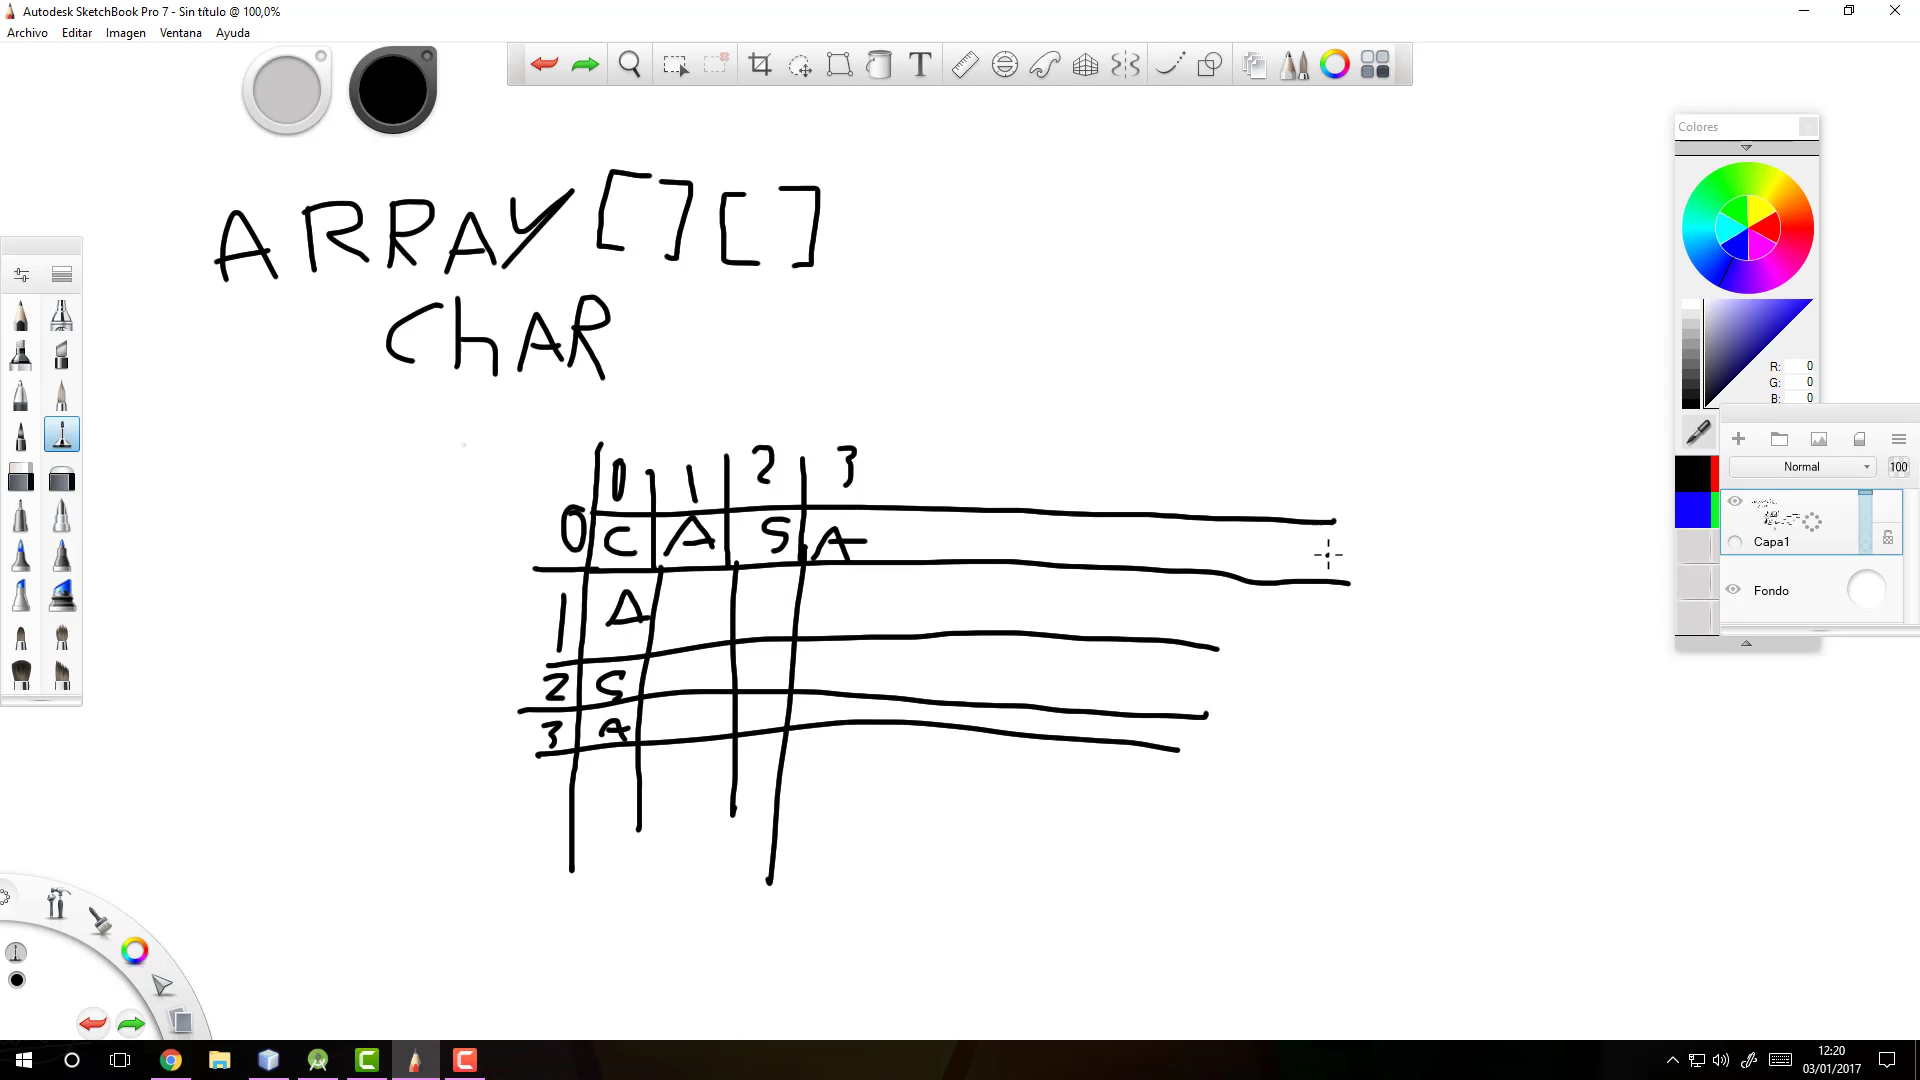 Autodesk SketchBook Pro 7 - Sin título @ 100,0%
Archivo Editar Imagen Ventana Ayuda
T
Colores
ARRAY [] []
ChAR
R: 0
G: 0
B: 0
Normal 100
Capa1
Fondo
0 1 2 3
0 C A S A
1 A
2 S
3 A
12:20
03/01/2017